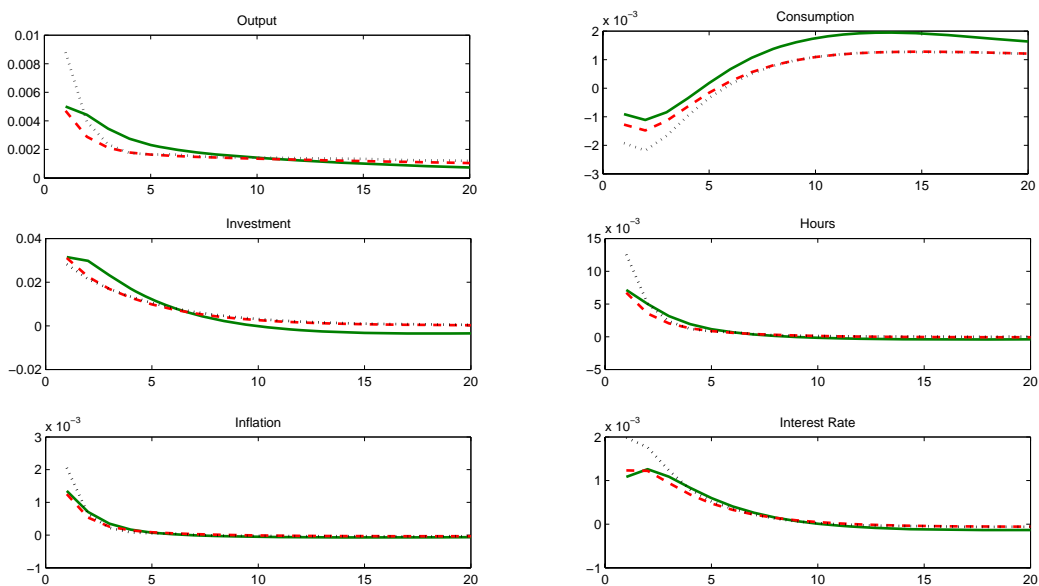 Output
0.01
0.008
0.006
0.004
0.002
0
0 5 10 15 20
Consumption
x 10⁻³
2
1
0
−1
−2
−3
0 5 10 15 20
Investment
0.04
0.02
0
−0.02
0 5 10 15 20
Hours
x 10⁻³
15
10
5
0
−5
0 5 10 15 20
Inflation
x 10⁻³
3
2
1
0
−1
0 5 10 15 20
Interest Rate
x 10⁻³
2
1
0
−1
0 5 10 15 20